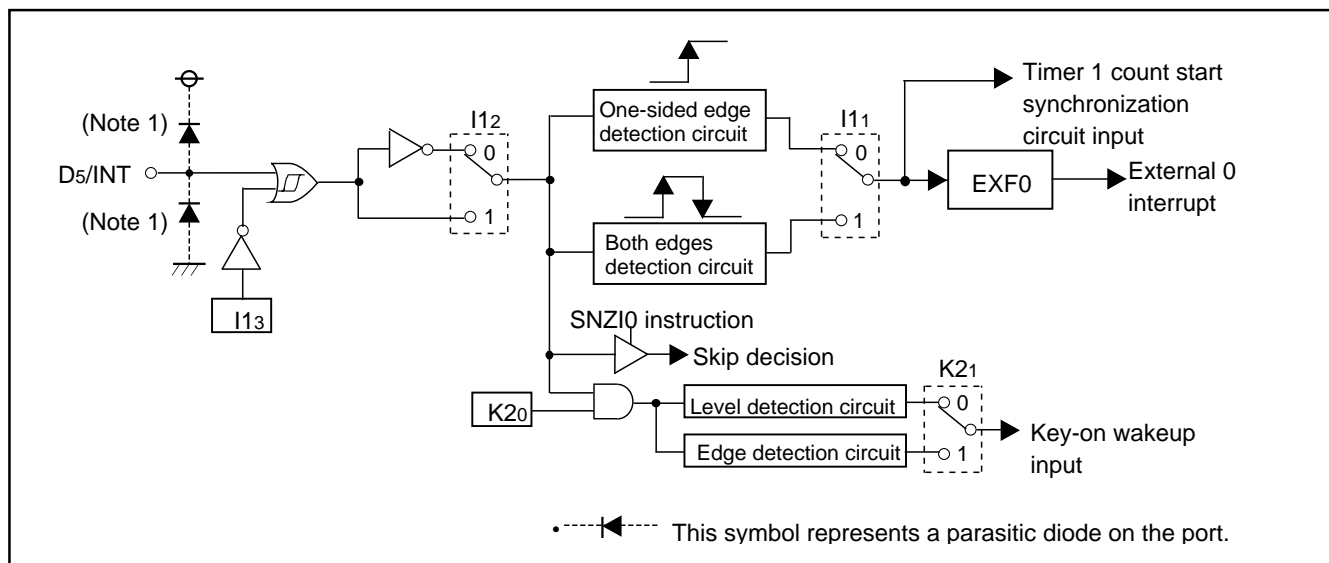 (Note 1)
D5/INT
(Note 1)
I13
I12
0
1
One-sided edge
detection circuit
Both edges
detection circuit
I11
0
1
Timer 1 count start
synchronization
circuit input
EXF0
External 0
interrupt
SNZI0 instruction
Skip decision
K20
Level detection circuit
Edge detection circuit
K21
0
1
Key-on wakeup
input
This symbol represents a parasitic diode on the port.